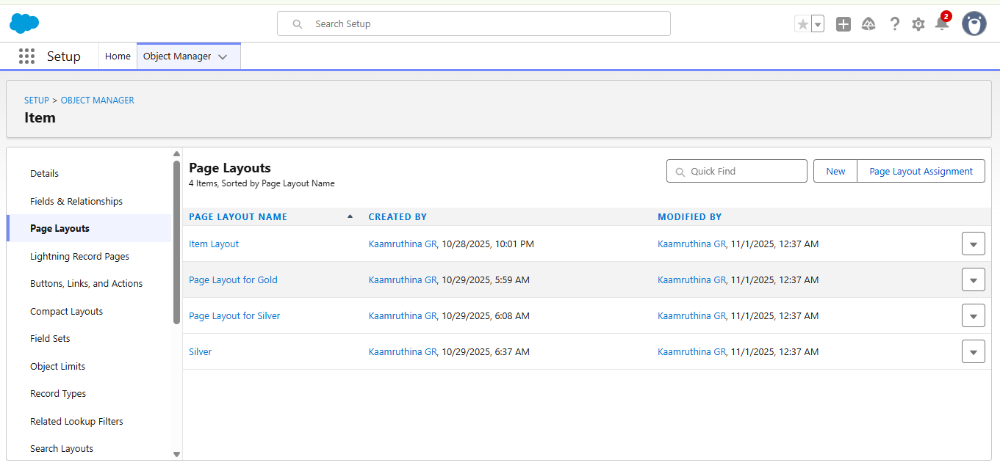 Search Setup
2
Setup
Home
Object Manager
SETUP > OBJECT MANAGER
Item
Details
Fields & Relationships
Page Layouts
Lightning Record Pages
Buttons, Links, and Actions
Compact Layouts
Field Sets
Object Limits
Record Types
Related Lookup Filters
Search Layouts
Page Layouts
4 Items, Sorted by Page Layout Name
Quick Find
New
Page Layout Assignment
PAGE LAYOUT NAME CREATED BY MODIFIED BY
Item Layout Kaamruthina GR, 10/28/2025, 10:01 PM Kaamruthina GR, 11/1/2025, 12:37 AM
Page Layout for Gold Kaamruthina GR, 10/29/2025, 5:59 AM Kaamruthina GR, 11/1/2025, 12:37 AM
Page Layout for Silver Kaamruthina GR, 10/29/2025, 6:08 AM Kaamruthina GR, 11/1/2025, 12:37 AM
Silver Kaamruthina GR, 10/29/2025, 6:37 AM Kaamruthina GR, 11/1/2025, 12:37 AM